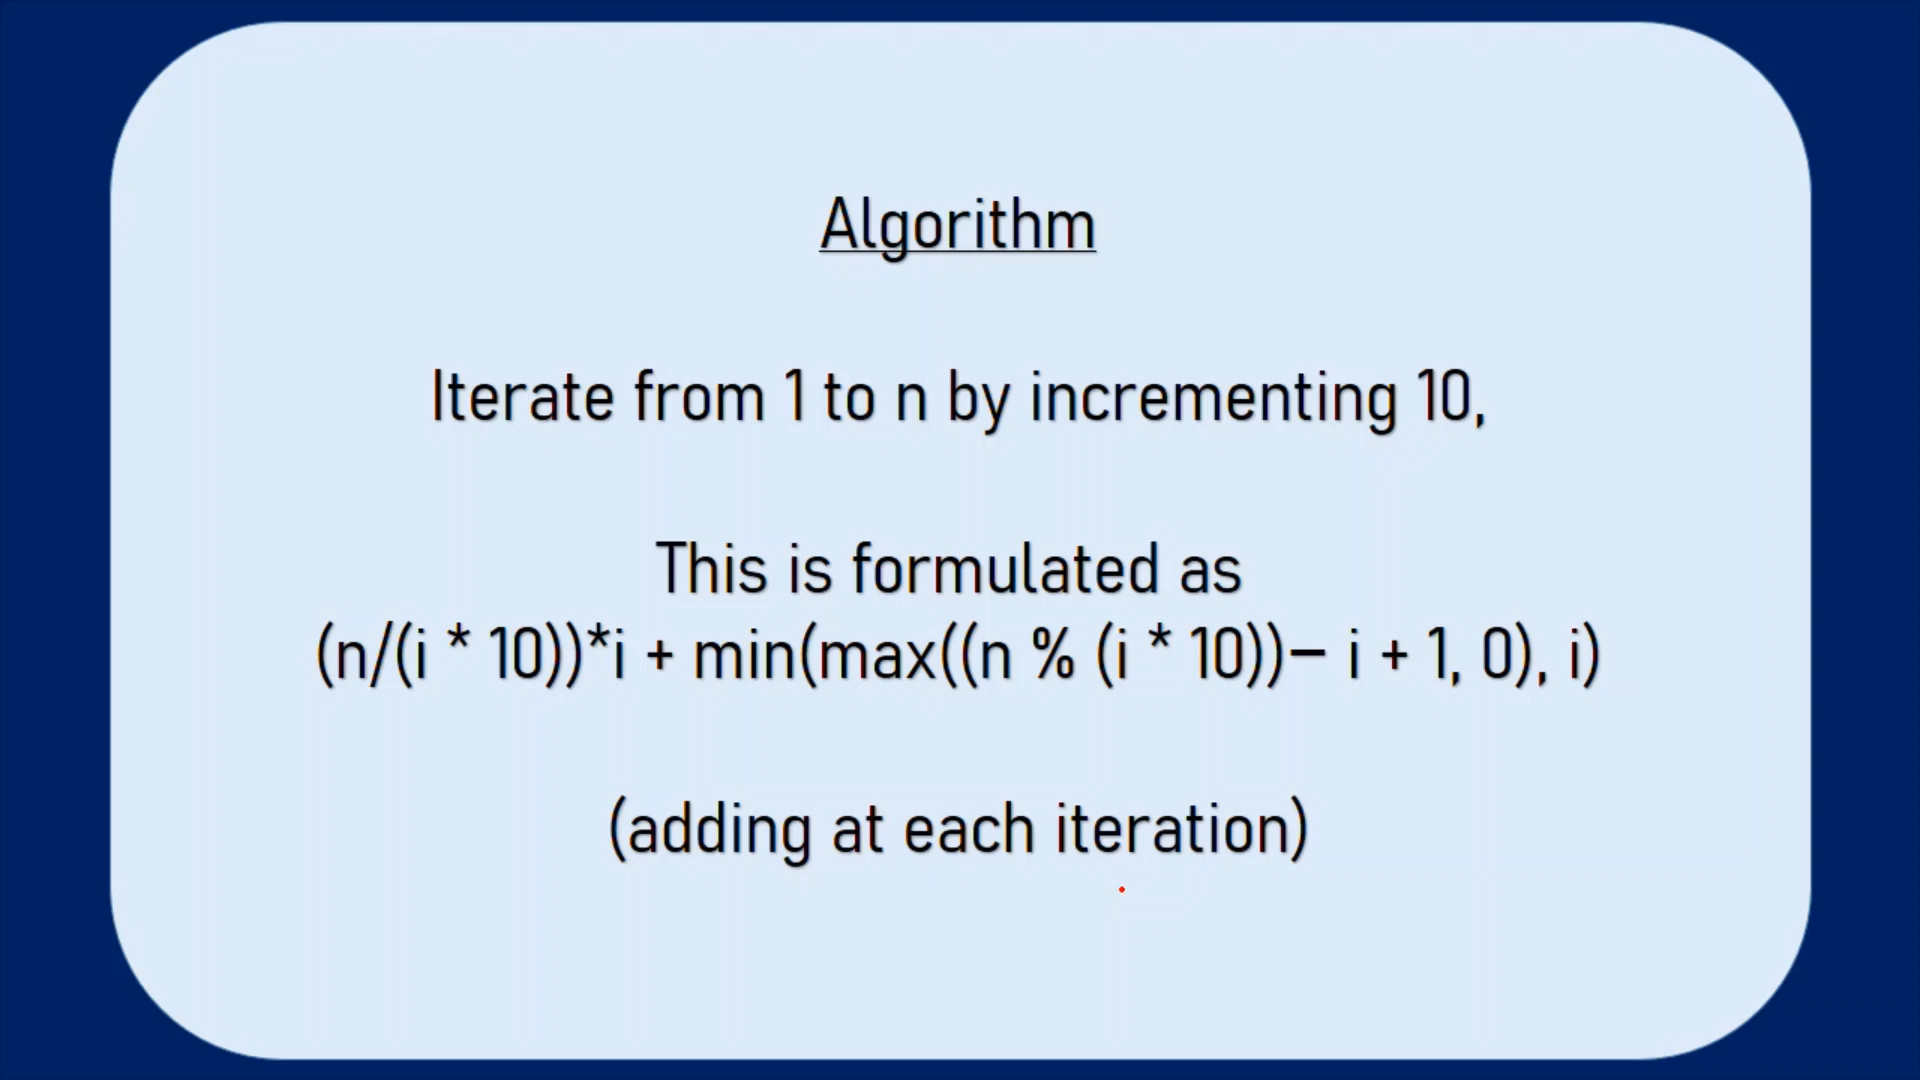 Algorithm
Iterate from 1 to n by incrementing 10,
This is formulated as
(n/(i * 10))*i + min(max((n % (i * 10))– i + 1, 0), i)
(adding at each iteration)